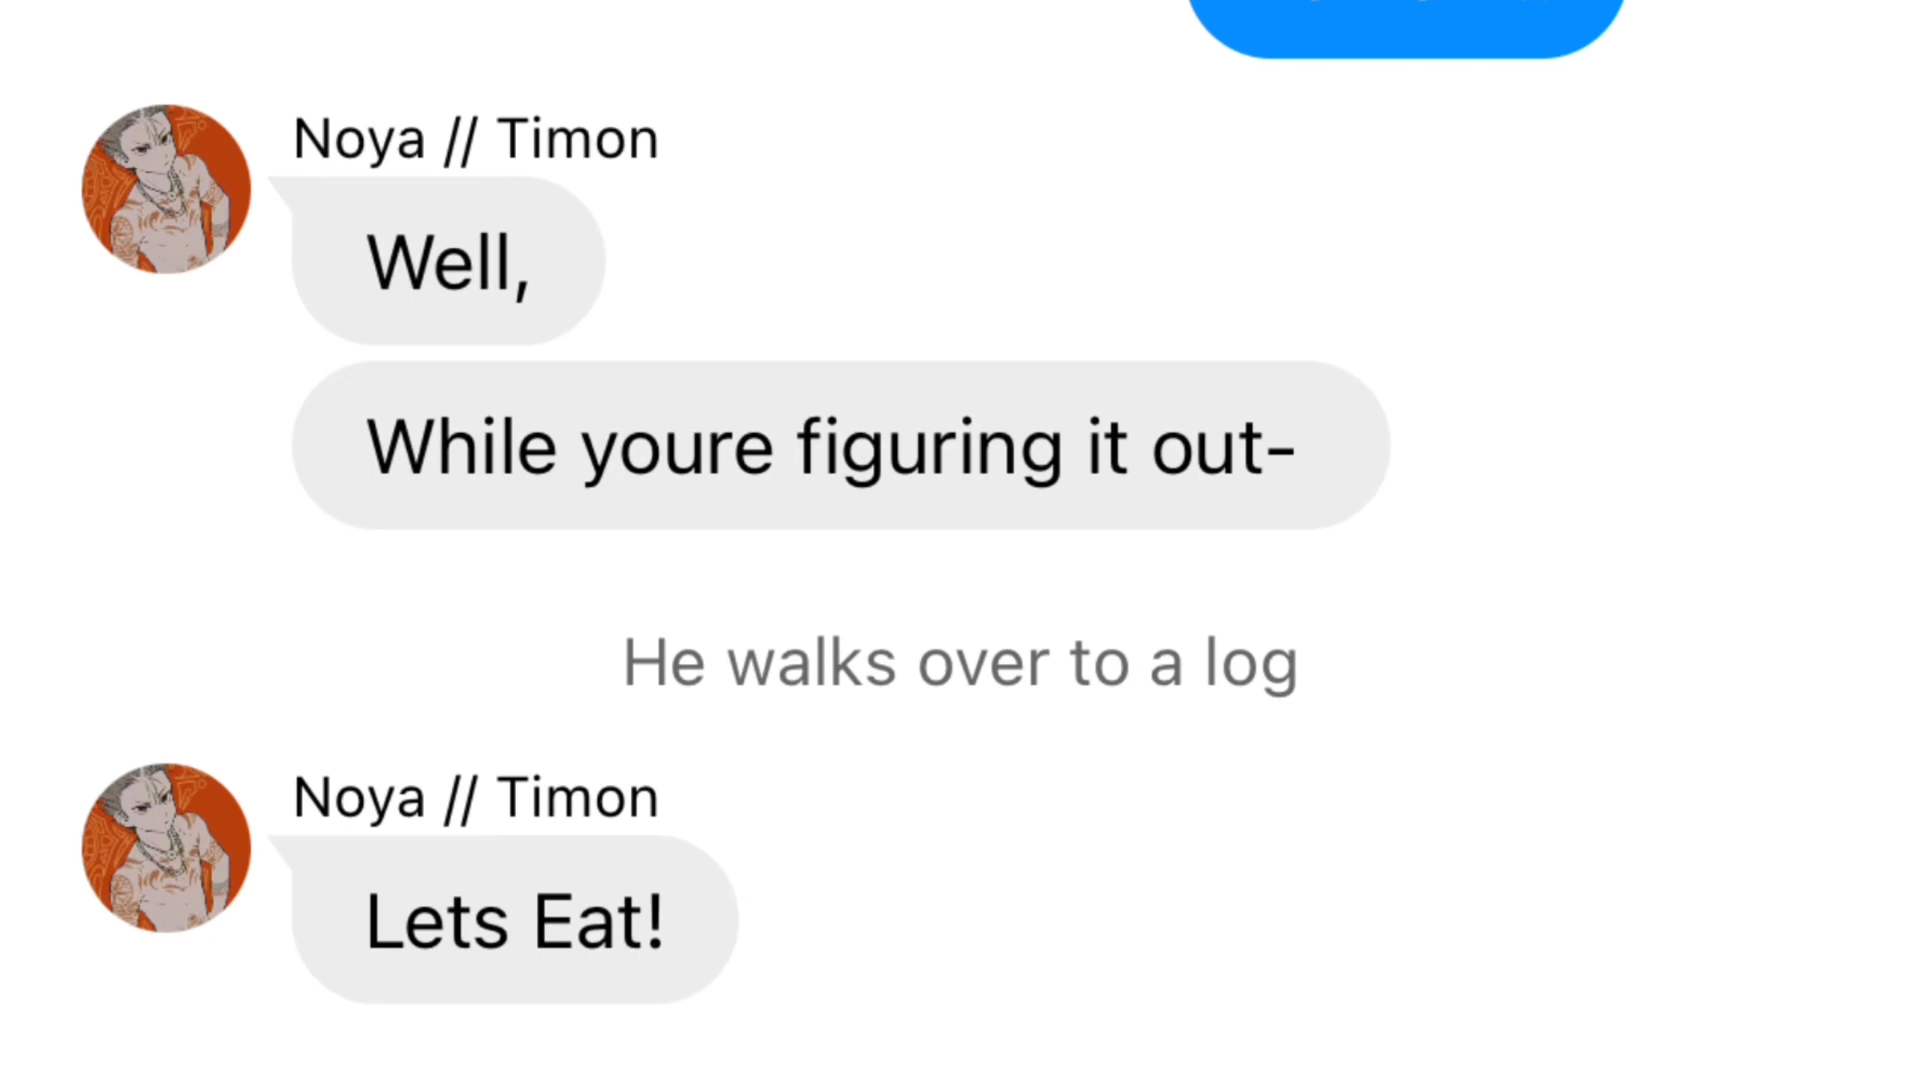 Noya // Timon
Well,
While youre figuring it out-
He walks over to a log
Noya // Timon
Lets Eat!